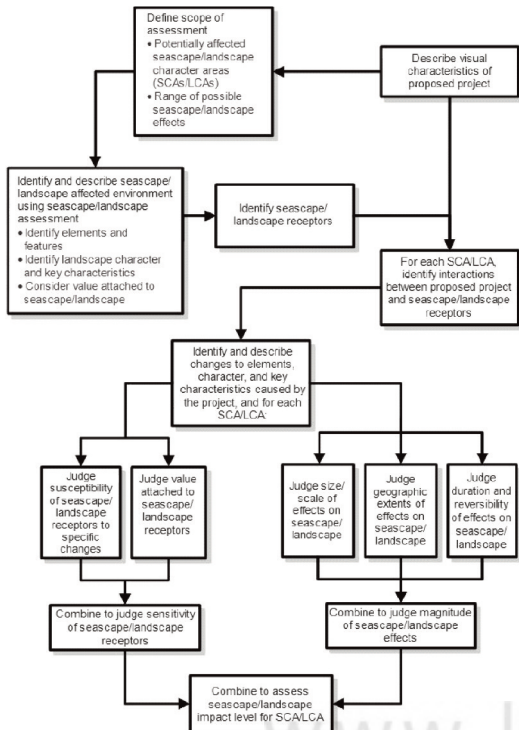 Define scope of
assessment
• Potentially affected
seascape/landscape
character areas
(SCAs/LCAs)
• Range of possible
seascape/landscape
effects
Describe visual
characteristics of
proposed project
Identify and describe seascape/
landscape affected environment
using seascape/landscape
assessment
• Identify elements and
features
• Identify landscape character
and key characteristics
• Consider value attached to
seascape/landscape
Identify seascape/
landscape receptors
For each SCA/LCA,
identify interactions
between proposed project
and seascape/landscape
receptors
Identify and describe
changes to elements,
character, and key
characteristics caused by
the project, and for each
SCA/LCA:
Judge
susceptibility
of seascape/
landscape
receptors to
specific changes
Judge value
attached to
seascape/
landscape
receptors
Judge size/
scale of
effects on
seascape/
landscape
Judge
geographic
extents of
effects on
seascape/
landscape
Judge
duration and
reversibility
of effects on
seascape/
landscape
Combine to judge sensitivity
of seascape/landscape
receptors
Combine to judge magnitude
of seascape/landscape
effects
Combine to assess
seascape/landscape
impact level for SCA/LCA